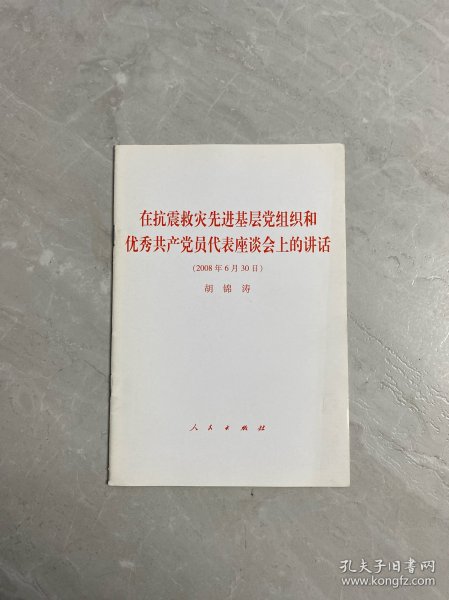 在抗震救灾先进基层党组织和
优秀共产党员代表座谈会上的讲话
(2008年6月30日)
胡锦涛
人民出版社
孔夫子旧书网
www.kongfz.com